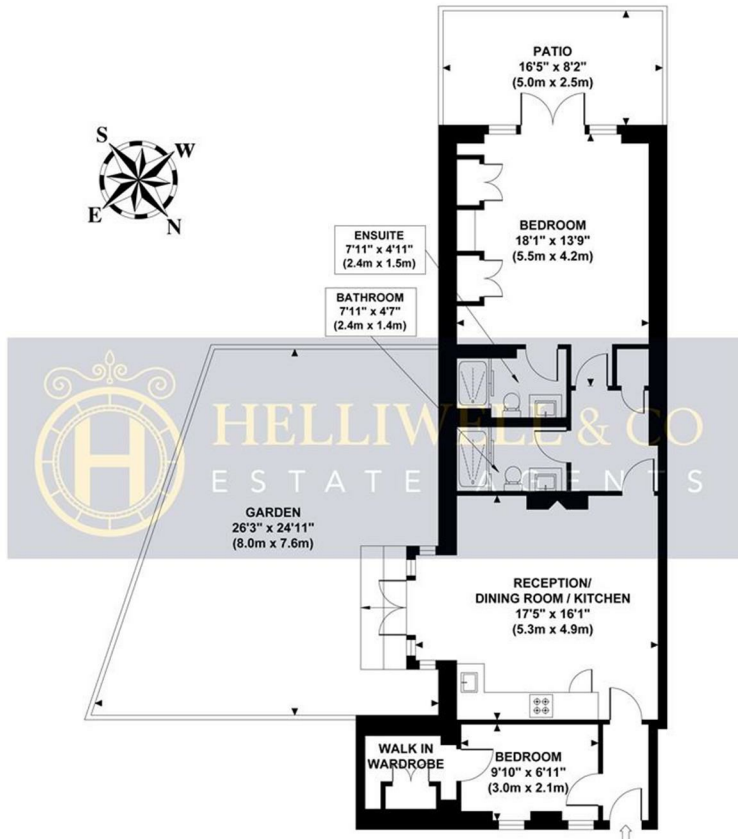 PATIO
16'5" x 8'2"
(5.0m x 2.5m)
S
W
E
N
ENSUITE
7'11" x 4'11"
(2.4m x 1.5m)
BEDROOM
18'1" x 13'9"
(5.5m x 4.2m)
BATHROOM
7'11" x 4'7"
(2.4m x 1.4m)
H
HELLIWELL & CO
ESTATE AGENTS
GARDEN
26'3" x 24'11"
(8.0m x 7.6m)
RECEPTION/
DINING ROOM / KITCHEN
17'5" x 16'1"
(5.3m x 4.9m)
WALK IN
WARDROBE
BEDROOM
9'10" x 6'11"
(3.0m x 2.1m)